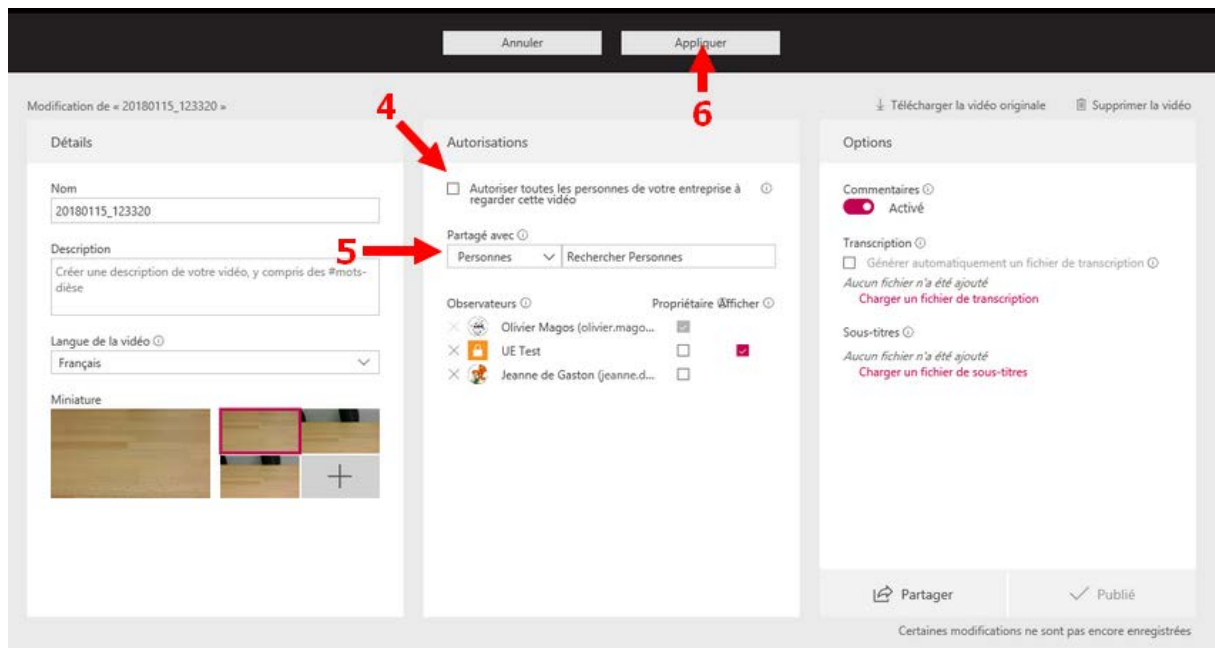 Annuler
Appliquer
Modification de « 20180115_123320 »
4
6
Télécharger la vidéo originale
Supprimer la vidéo
Détails
Nom
20180115_123320
Description
Créer une description de votre vidéo, y compris des #mots-
dièse
Langue de la vidéo
Français
Miniature
Autorisations
Autoriser toutes les personnes de votre entreprise à
regarder cette vidéo
5
Partagé avec
Personnes
Rechercher Personnes
Observateurs
Propriétaire
Afficher
Olivier Magos (olivier.mago...
UE Test
Jeanne de Gaston (jeanne.d...
Options
Commentaires
Activé
Transcription
Générer automatiquement un fichier de transcription
Aucun fichier n'a été ajouté
Charger un fichier de transcription
Sous-titres
Aucun fichier n'a été ajouté
Charger un fichier de sous-titres
Partager
Publié
Certaines modifications ne sont pas encore enregistrées